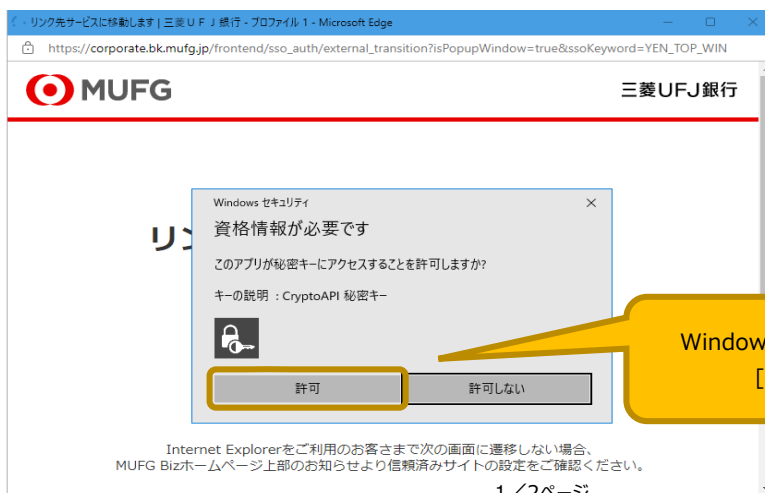 リンク先サービスに移動します | 三菱ＵＦＪ銀行 - プロファイル 1 - Microsoft Edge
https://corporate.bk.mufg.jp/frontend/sso_auth/external_transition?isPopupWindow=true&ssoKeyword=YEN_TOP_WIN
MUFG
三菱UFJ銀行
リン
Windows セキュリティ
資格情報が必要です
このアプリが秘密キーにアクセスすることを許可しますか?
キーの説明 : CryptoAPI 秘密キー
許可
許可しない
Window
[
Internet Explorerをご利用のお客さまで次の画面に遷移しない場合、
MUFG Bizホームページ上部のお知らせより信頼済みサイトの設定をご確認ください。
1／2ページ